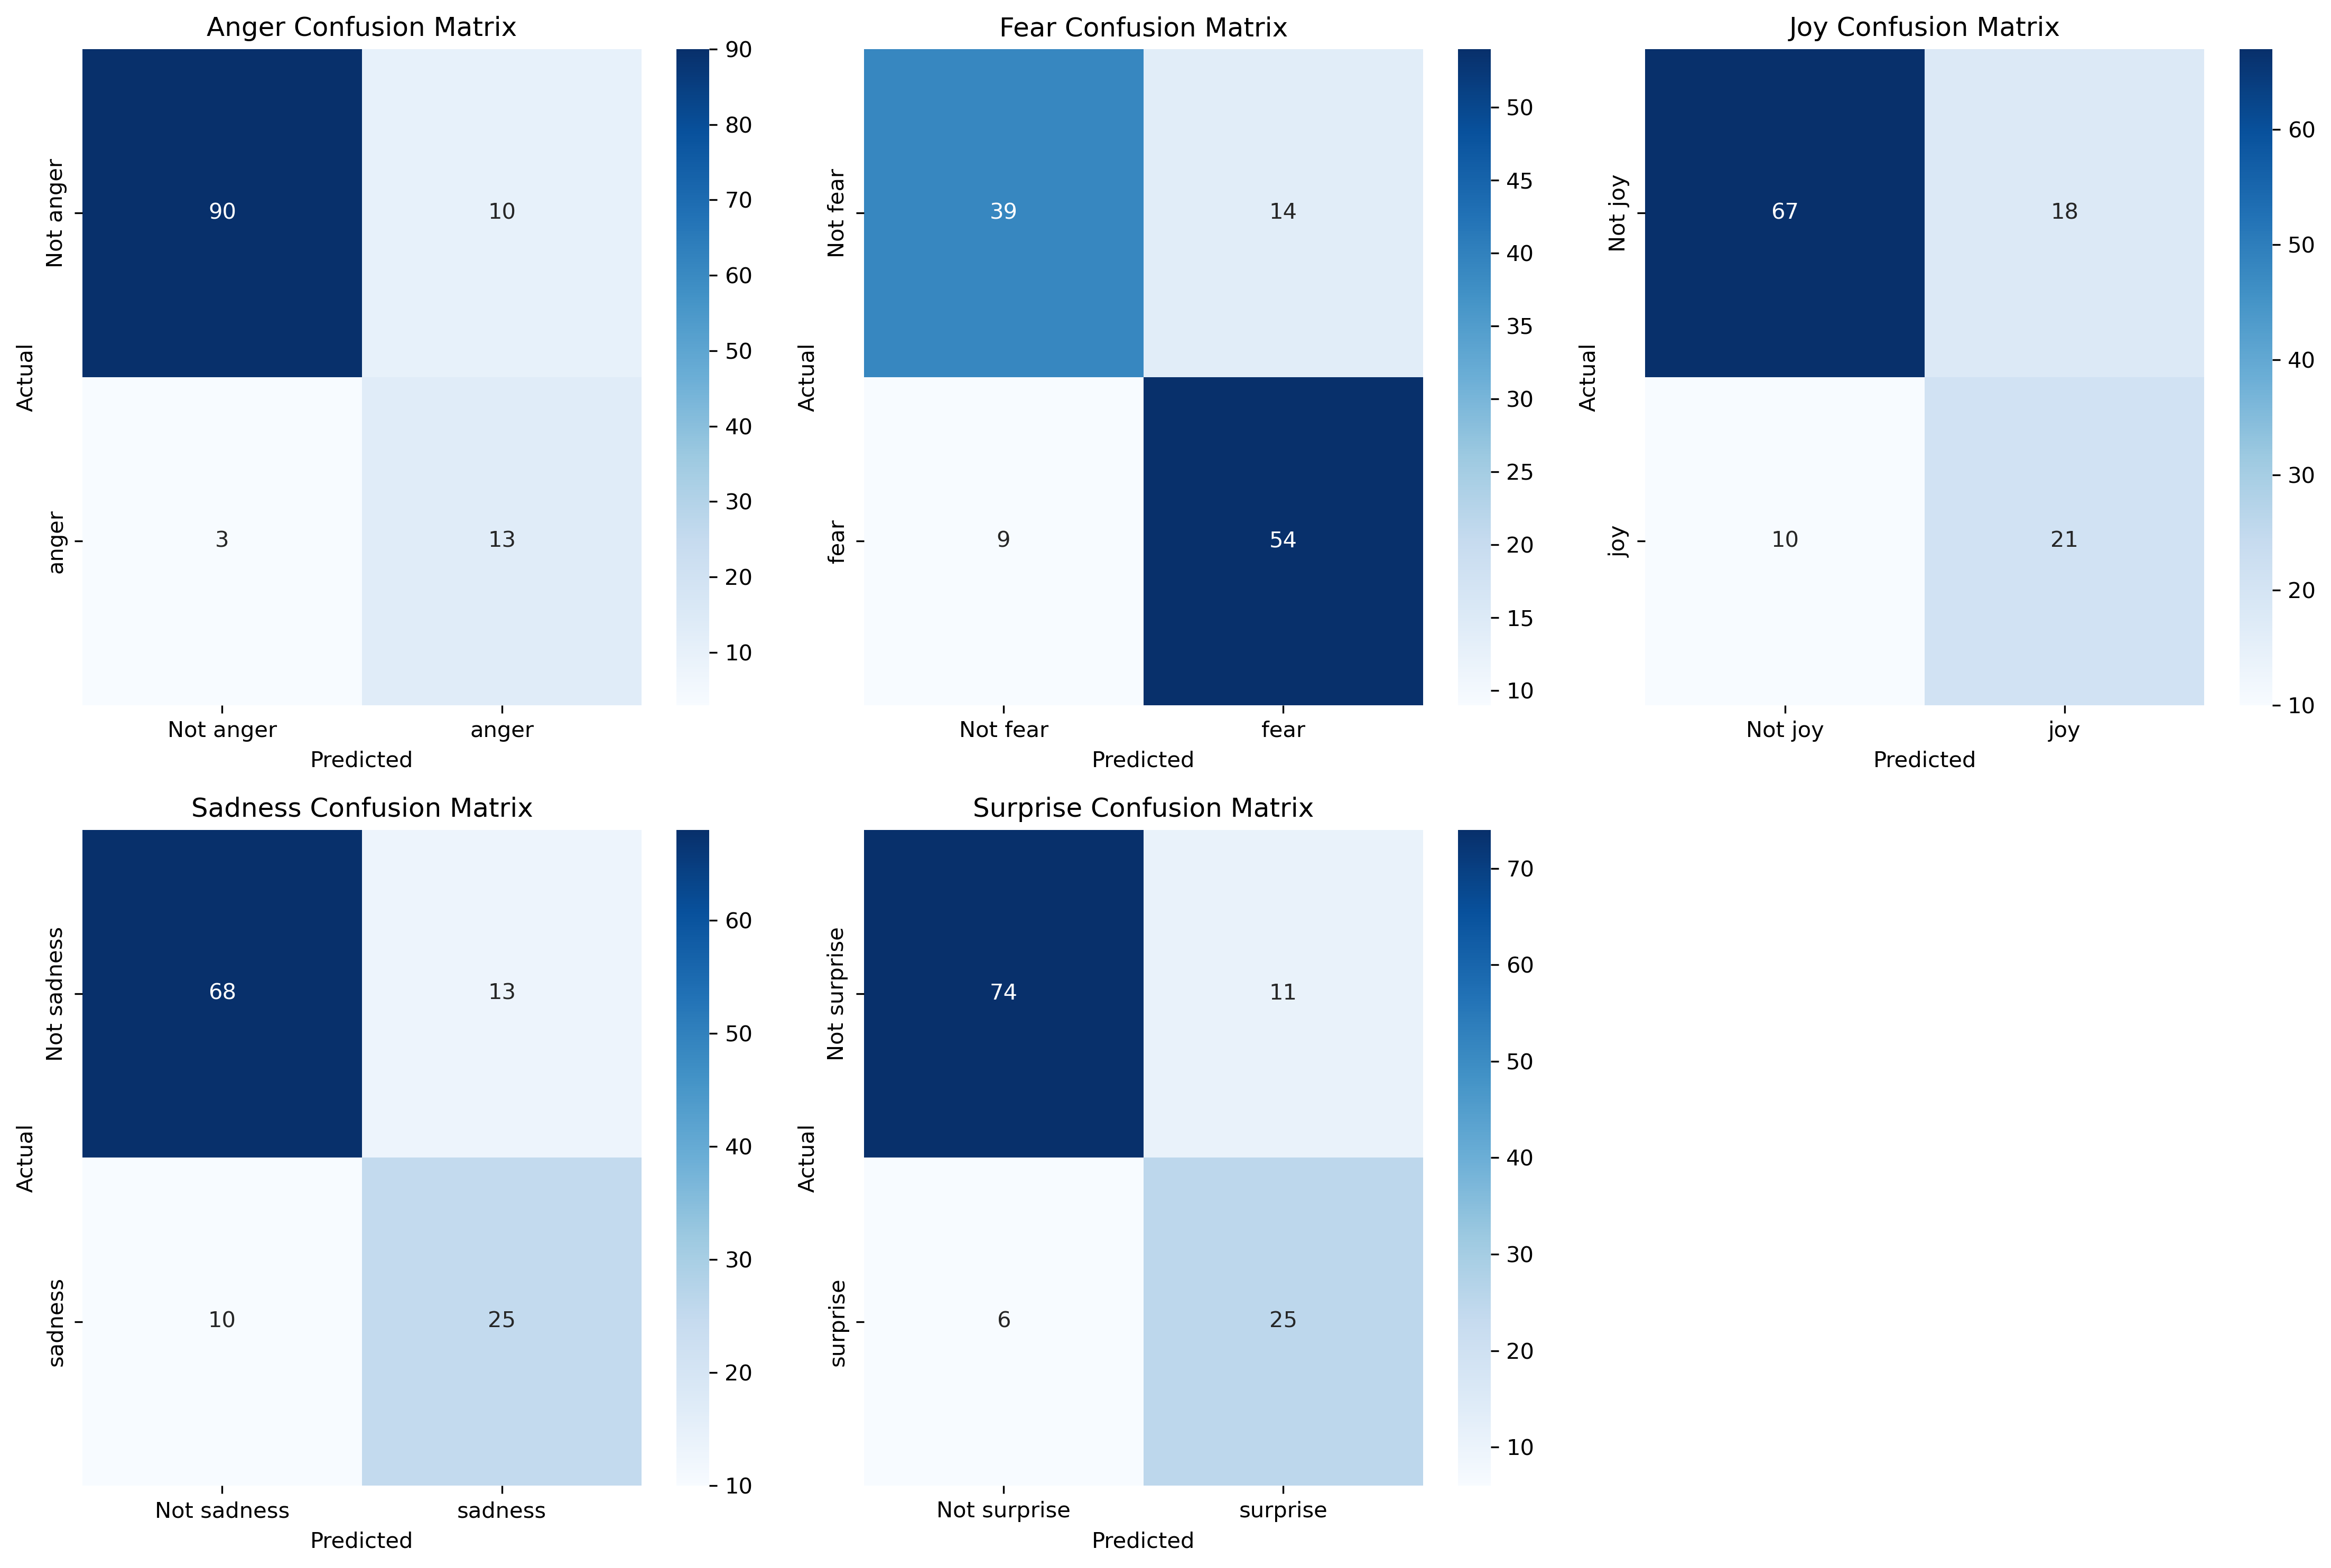 Anger Confusion Matrix
Actual
Not anger
anger
90
10
3
13
Not anger
anger
Predicted
90
80
70
60
50
40
30
20
10
Fear Confusion Matrix
Actual
Not fear
fear
39
14
9
54
Not fear
fear
Predicted
50
45
40
35
30
25
20
15
10
Joy Confusion Matrix
Actual
Not joy
joy
67
18
10
21
Not joy
joy
Predicted
60
50
40
30
20
10
Sadness Confusion Matrix
Actual
Not sadness
sadness
68
13
10
25
Not sadness
sadness
Predicted
60
50
40
30
20
10
Surprise Confusion Matrix
Actual
Not surprise
surprise
74
11
6
25
Not surprise
surprise
Predicted
70
60
50
40
30
20
10